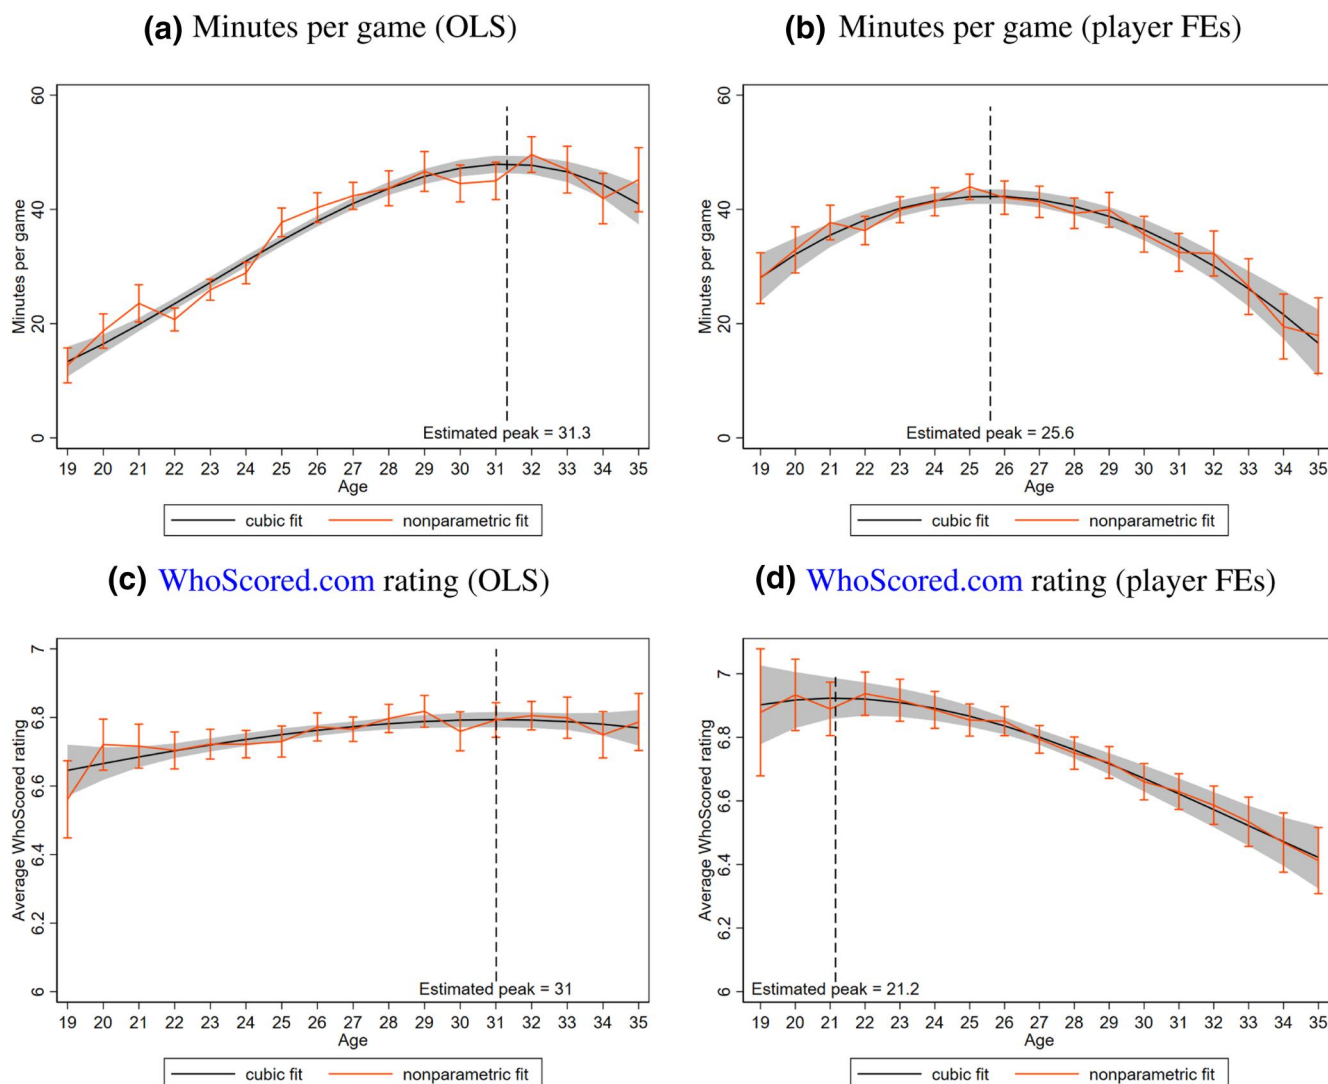 (a) Minutes per game (OLS)
Minutes per game
60
40
20
0
Estimated peak = 31.3
19 20 21 22 23 24 25 26 27 28 29 30 31 32 33 34 35
Age
cubic fit nonparametric fit
(b) Minutes per game (player FEs)
Minutes per game
60
40
20
0
Estimated peak = 25.6
19 20 21 22 23 24 25 26 27 28 29 30 31 32 33 34 35
Age
cubic fit nonparametric fit
(c) WhoScored.com rating (OLS)
Average WhoScored rating
7
6.8
6.6
6.4
6.2
6
Estimated peak = 31
19 20 21 22 23 24 25 26 27 28 29 30 31 32 33 34 35
Age
cubic fit nonparametric fit
(d) WhoScored.com rating (player FEs)
Average WhoScored rating
7
6.8
6.6
6.4
6.2
6
Estimated peak = 21.2
19 20 21 22 23 24 25 26 27 28 29 30 31 32 33 34 35
Age
cubic fit nonparametric fit